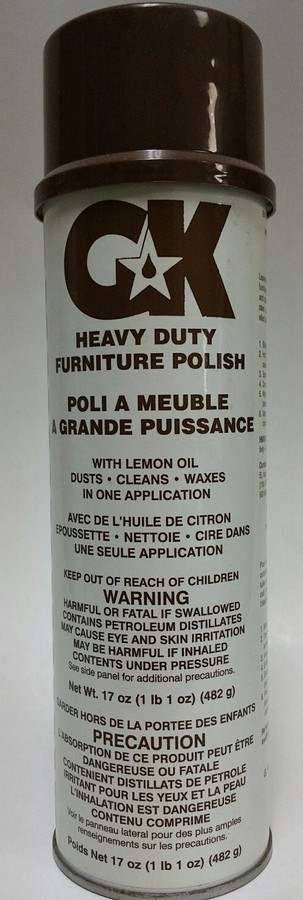 GK
HEAVY DUTY
FURNITURE POLISH
POLI A MEUBLE
A GRANDE PUISSANCE
WITH LEMON OIL
DUSTS • CLEANS • WAXES
IN ONE APPLICATION
AVEC DE L'HUILE DE CITRON
EPOUSSETTE • NETTOIE • CIRE DANS
UNE SEULE APPLICATION
KEEP OUT OF REACH OF CHILDREN
WARNING
HARMFUL OR FATAL IF SWALLOWED
CONTAINS PETROLEUM DISTILLATES
MAY CAUSE EYE AND SKIN IRRITATION
MAY BE HARMFUL IF INHALED
CONTENTS UNDER PRESSURE
See side panel for additional precautions.
Net Wt. 17 oz (1 lb 1 oz) (482 g)
GARDER HORS DE LA PORTEE DES ENFANTS
PRECAUTION
L'ABSORPTION DE CE PRODUIT PEUT ÊTRE
DANGEREUSE OU FATALE
CONTENIENT DISTILLATS DE PETROLE
IRRITANT POUR LES YEUX ET LA PEAU
L'INHALATION EST DANGEREUSE
CONTENU COMPRIME
Voir le panneau lateral pour des plus amples
renseignements sur les precautions.
Poids Net 17 oz (1 lb 1 oz) (482 g)